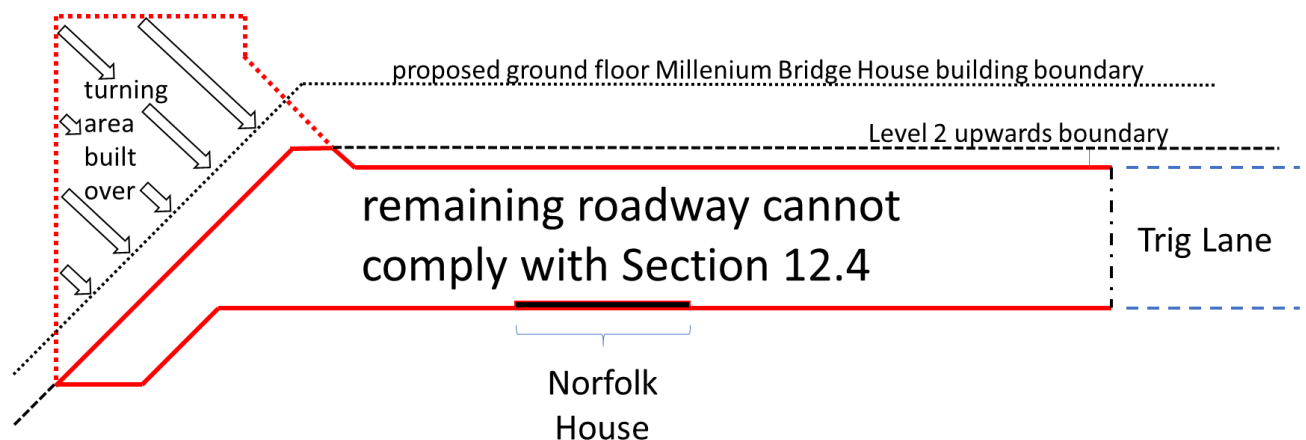 proposed ground floor Millenium Bridge House building boundary
turning
area
built
over
Level 2 upwards boundary
remaining roadway cannot
comply with Section 12.4
Trig Lane
Norfolk
House